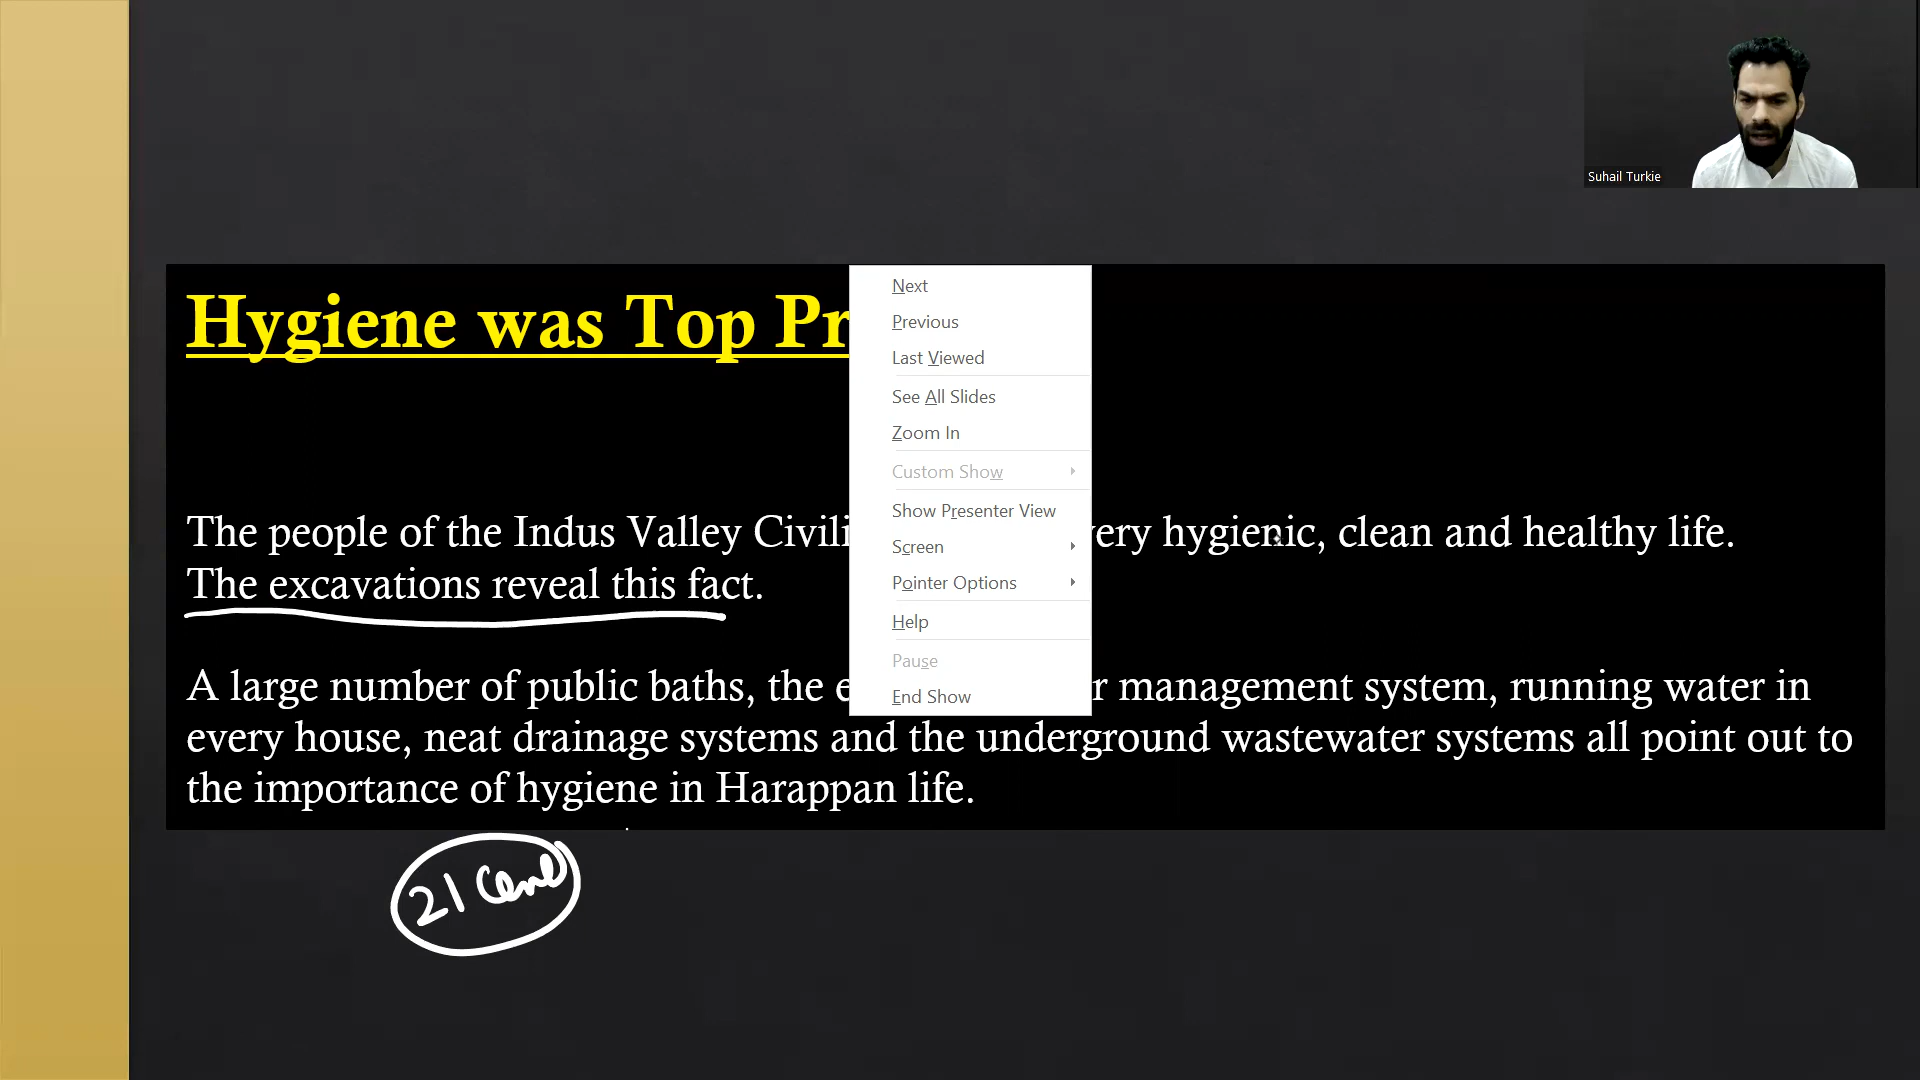 Suhail Turkie
Hygiene was Top Pr
The people of the Indus Valley Civili ery hygienic, clean and healthy life.
The excavations reveal this fact.
A large number of public baths, the e r management system, running water in
every house, neat drainage systems and the underground wastewater systems all point out to
the importance of hygiene in Harappan life.
Next
Previous
Last Viewed
See All Slides
Zoom In
Custom Show
Show Presenter View
Screen
Pointer Options
Help
Pause
End Show
21